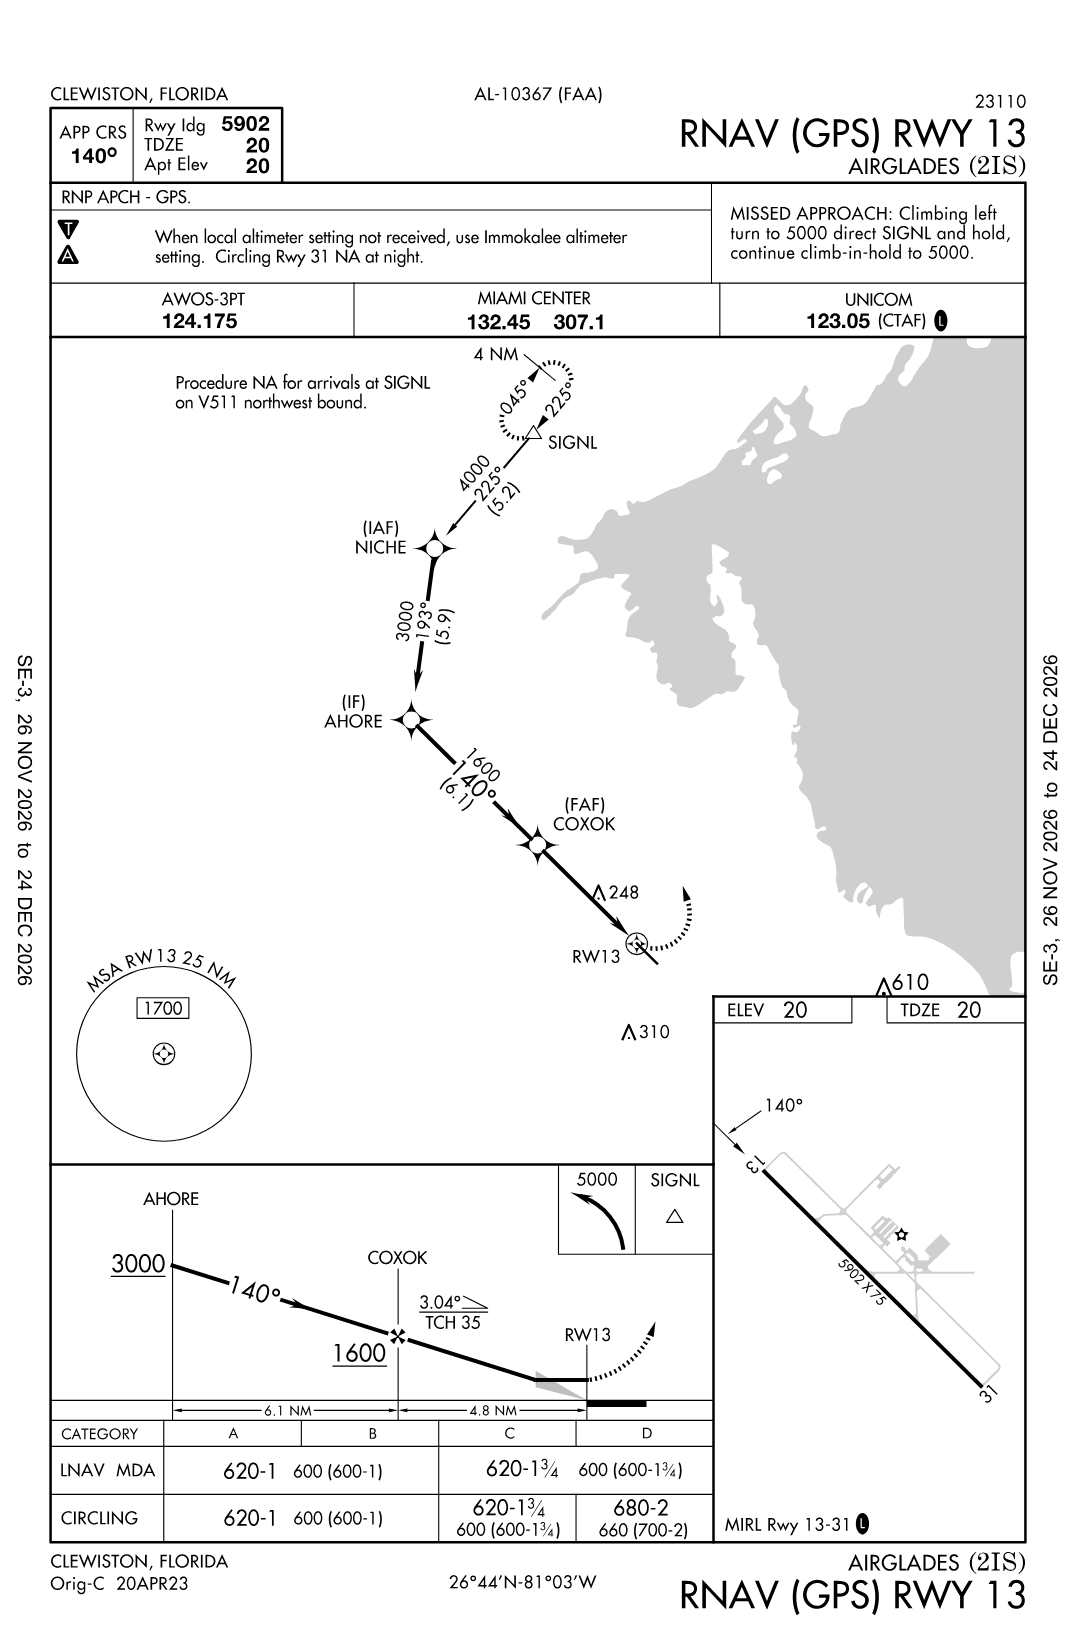 CLEWISTON, FLORIDA
AL-10367 (FAA)
23110
APP CRS
140°
Rwy ldg 5902
TDZE 20
Apt Elev 20
RNAV (GPS) RWY 13
AIRGLADES (2IS)
RNP APCH - GPS.
T
A
When local altimeter setting not received, use Immokalee altimeter
setting. Circling Rwy 31 NA at night.
MISSED APPROACH: Climbing left
turn to 5000 direct SIGNL and hold,
continue climb-in-hold to 5000.
AWOS-3PT
124.175
MIAMI CENTER
132.45 307.1
UNICOM
123.05 (CTAF) L
Procedure NA for arrivals at SIGNL
on V511 northwest bound.
4 NM
045°
225°
SIGNL
4000
225°
(5.2)
(IAF)
NICHE
3000
193°
(5.9)
(IF)
AHORE
1600
140°
(6.1)
(FAF)
COXOK
248
RW13
610
310
MSA RW13 25 NM
1700
SE-3, 26 NOV 2026 to 24 DEC 2026
SE-3, 26 NOV 2026 to 24 DEC 2026
ELEV 20
TDZE 20
140°
13
5902 X 75
31
MIRL Rwy 13-31 L
5000
SIGNL
AHORE
3000
140°
COXOK
1600
3.04°
TCH 35
RW13
6.1 NM
4.8 NM
CATEGORY A B C D
LNAV MDA 620-1 600 (600-1) 620-1¾ 600 (600-1¾)
CIRCLING 620-1 600 (600-1) 620-1¾ 600 (600-1¾) 680-2 660 (700-2)
CLEWISTON, FLORIDA
Orig-C 20APR23
26°44'N-81°03'W
AIRGLADES (2IS)
RNAV (GPS) RWY 13